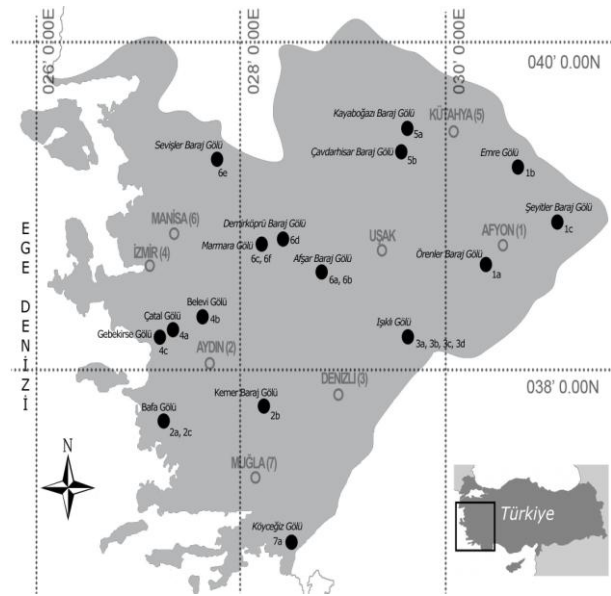 026' 0.00E
028' 0.00E
030' 0.00E
040' 0.00N
Kayaboğazı Baraj Gölü
5a
KÜTAHYA (5)
Çavdarhisar Baraj Gölü
5b
Sevişler Baraj Gölü
6e
Emre Gölü
1b
Şeyitler Baraj Gölü
1c
MANİSA (6)
Demirköprü Baraj Gölü
6d
Marmara Gölü
6c, 6f
UŞAK
AFYON (1)
İZMİR (4)
Afşar Baraj Gölü
6a, 6b
Örenler Baraj Gölü
1a
EGE DENİZİ
Belevi Gölü
4b
Çatal Gölü
4a
Gebekirse Gölü
4c
Işıklı Gölü
3a, 3b, 3c, 3d
AYDIN (2)
038' 0.00N
DENİZLİ (3)
Kemer Baraj Gölü
2b
Bafa Gölü
2a, 2c
N
MUĞLA (7)
Köyceğiz Gölü
7a
Türkiye